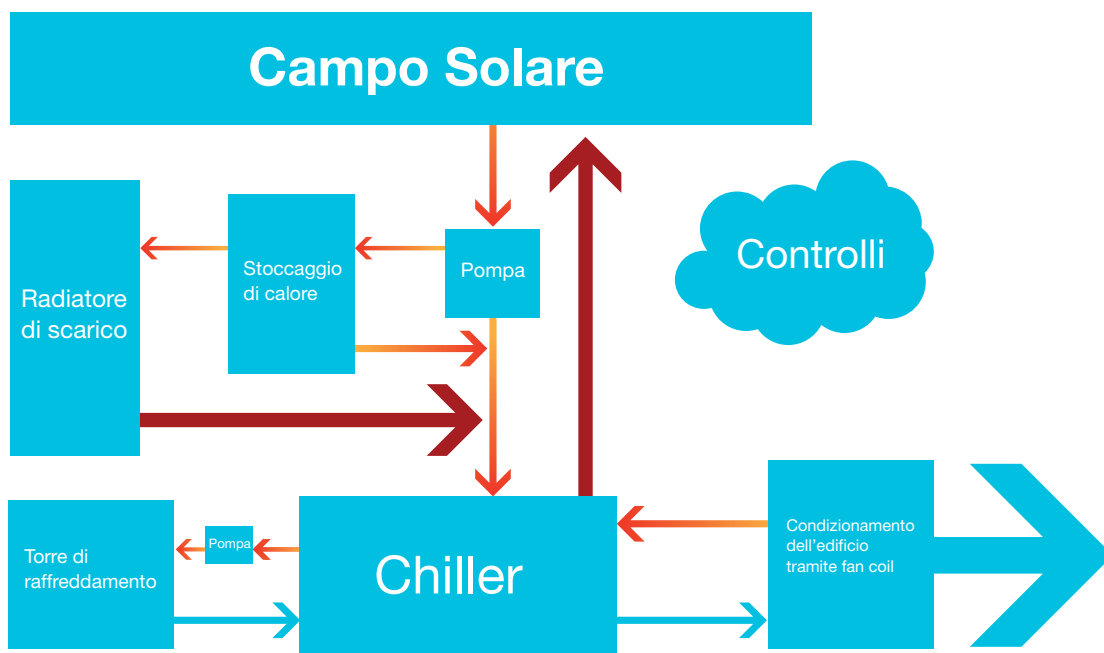 Campo Solare
Controlli
Radiatore
di scarico
Stoccaggio
di calore
Pompa
Torre di
raffreddamento
Pompa
Chiller
Condizionamento
dell'edificio
tramite fan coil